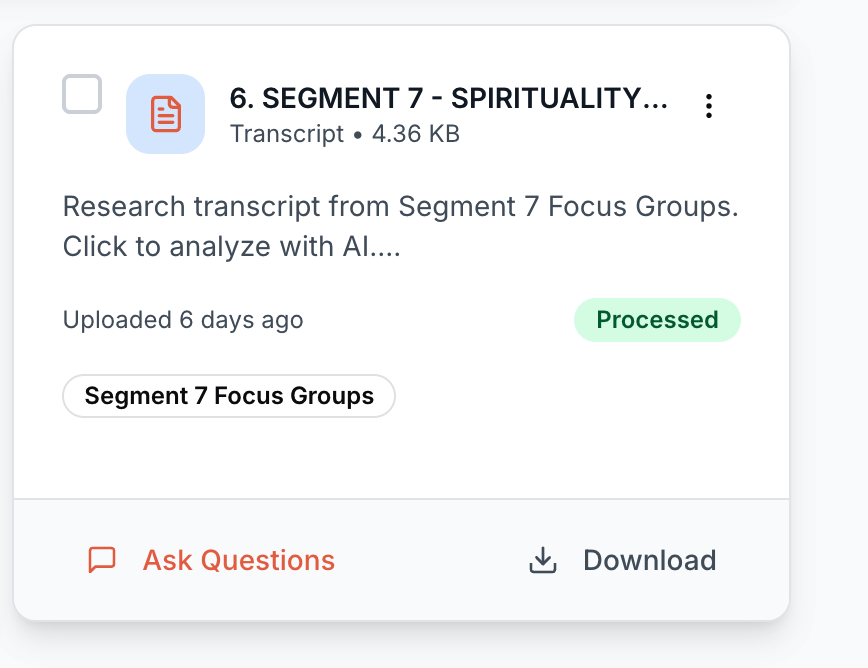 6. SEGMENT 7 - SPIRITUALITY...
Transcript • 4.36 KB
Research transcript from Segment 7 Focus Groups.
Click to analyze with AI....
Uploaded 6 days ago
Processed
Segment 7 Focus Groups
Ask Questions
Download